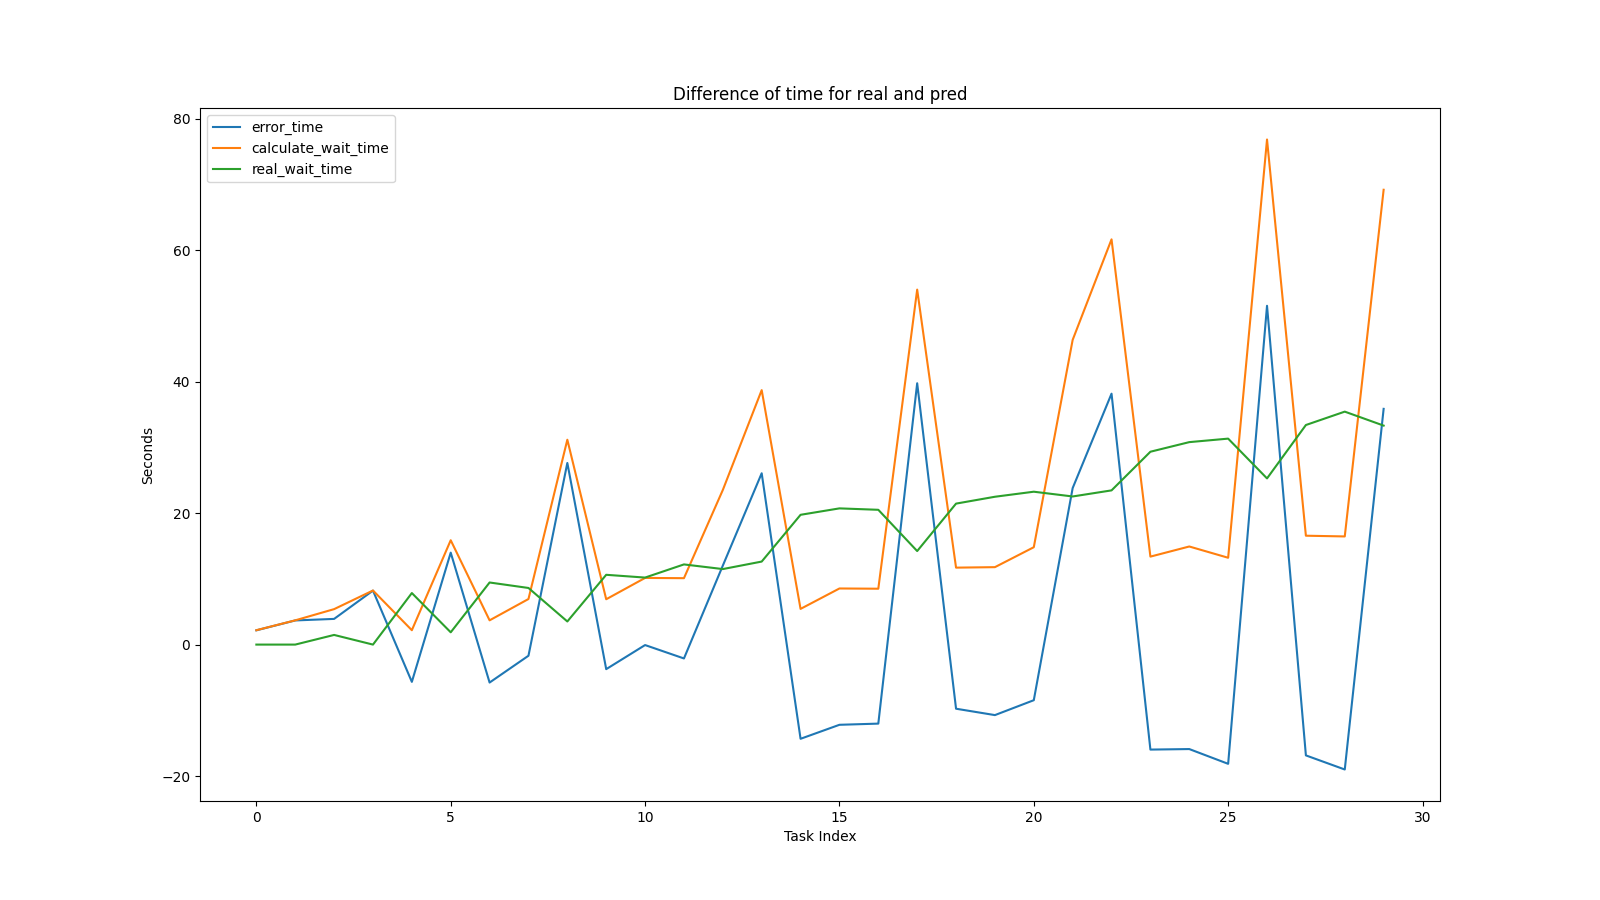 Difference of time for real and pred
error_time
calculate_wait_time
real_wait_time
80
60
40
20
0
−20
Seconds
0 5 10 15 20 25 30
Task Index